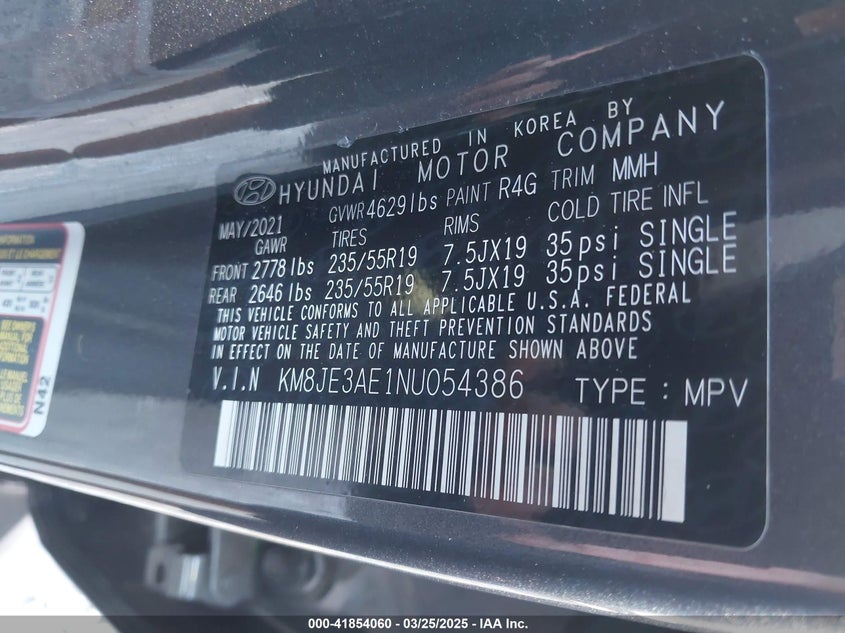 MANUFACTURED IN KOREA BY
HYUNDAI MOTOR COMPANY
MAY/2021 GVWR 4629 lbs PAINT R4G TRIM MMH
GAWR TIRES RIMS COLD TIRE INFL
FRONT 2778 lbs 235/55R19 7.5JX19 35psi SINGLE
REAR 2646 lbs 235/55R19 7.5JX19 35psi SINGLE
THIS VEHICLE CONFORMS TO ALL APPLICABLE U.S.A. FEDERAL
MOTOR VEHICLE SAFETY AND THEFT PREVENTION STANDARDS
IN EFFECT ON THE DATE OF MANUFACTURE SHOWN ABOVE
V.I.N KM8JE3AE1NU054386 TYPE : MPV
N42
000-41854060 - 03/25/2025 - IAA Inc.